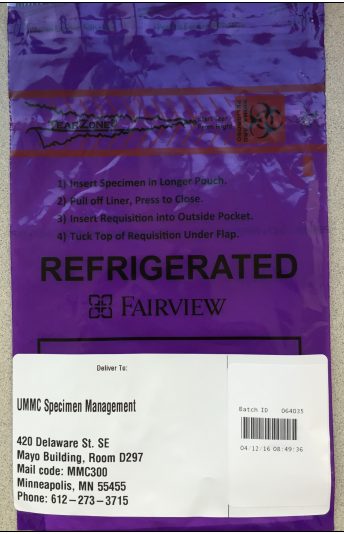 TEAR ZONE
1) Insert Specimen in Longer Pouch.
2) Pull off Liner, Press to Close.
3) Insert Requisition into Outside Pocket.
4) Tuck Top of Requisition Under Flap.
REFRIGERATED
FAIRVIEW
Deliver To:
UMMC Specimen Management
420 Delaware St. SE
Mayo Building, Room D297
Mail code: MMC300
Minneapolis, MN 55455
Phone: 612-273-3715
Batch ID 064035
04/12/16 08:49:36